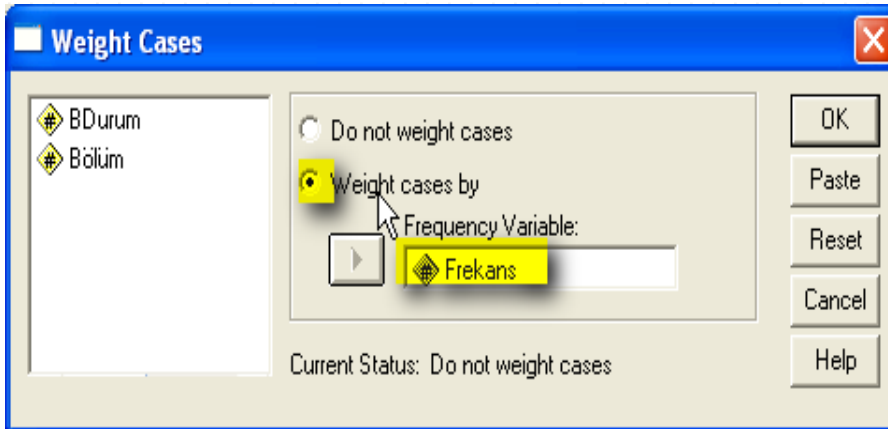 Weight Cases
BDurum
Bölüm
Do not weight cases
Weight cases by
Frequency Variable:
Frekans
Current Status: Do not weight cases
OK
Paste
Reset
Cancel
Help